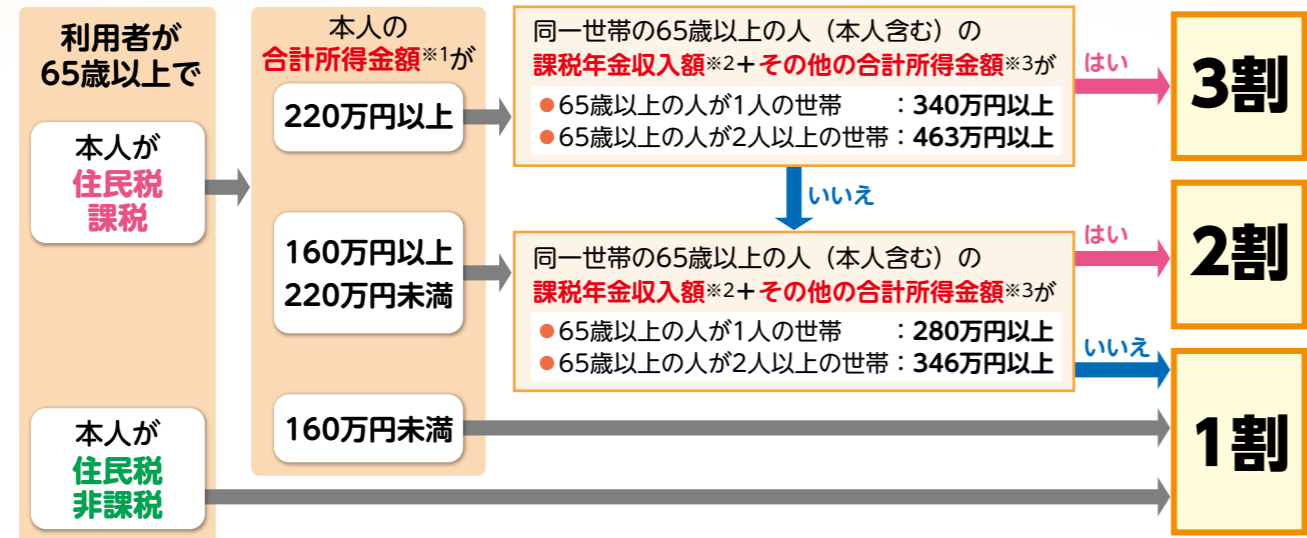 利用者が
65歳以上で
本人が
住民税
課税
本人が
住民税
非課税
本人の
合計所得金額※1が
220万円以上
160万円以上
220万円未満
160万円未満
同一世帯の65歳以上の人（本人含む）の
課税年金収入額※2+その他の合計所得金額※3が
●65歳以上の人が1人の世帯　　：340万円以上
●65歳以上の人が2人以上の世帯：463万円以上
はい
いいえ
同一世帯の65歳以上の人（本人含む）の
課税年金収入額※2+その他の合計所得金額※3が
●65歳以上の人が1人の世帯　　：280万円以上
●65歳以上の人が2人以上の世帯：346万円以上
はい
いいえ
3割
2割
1割